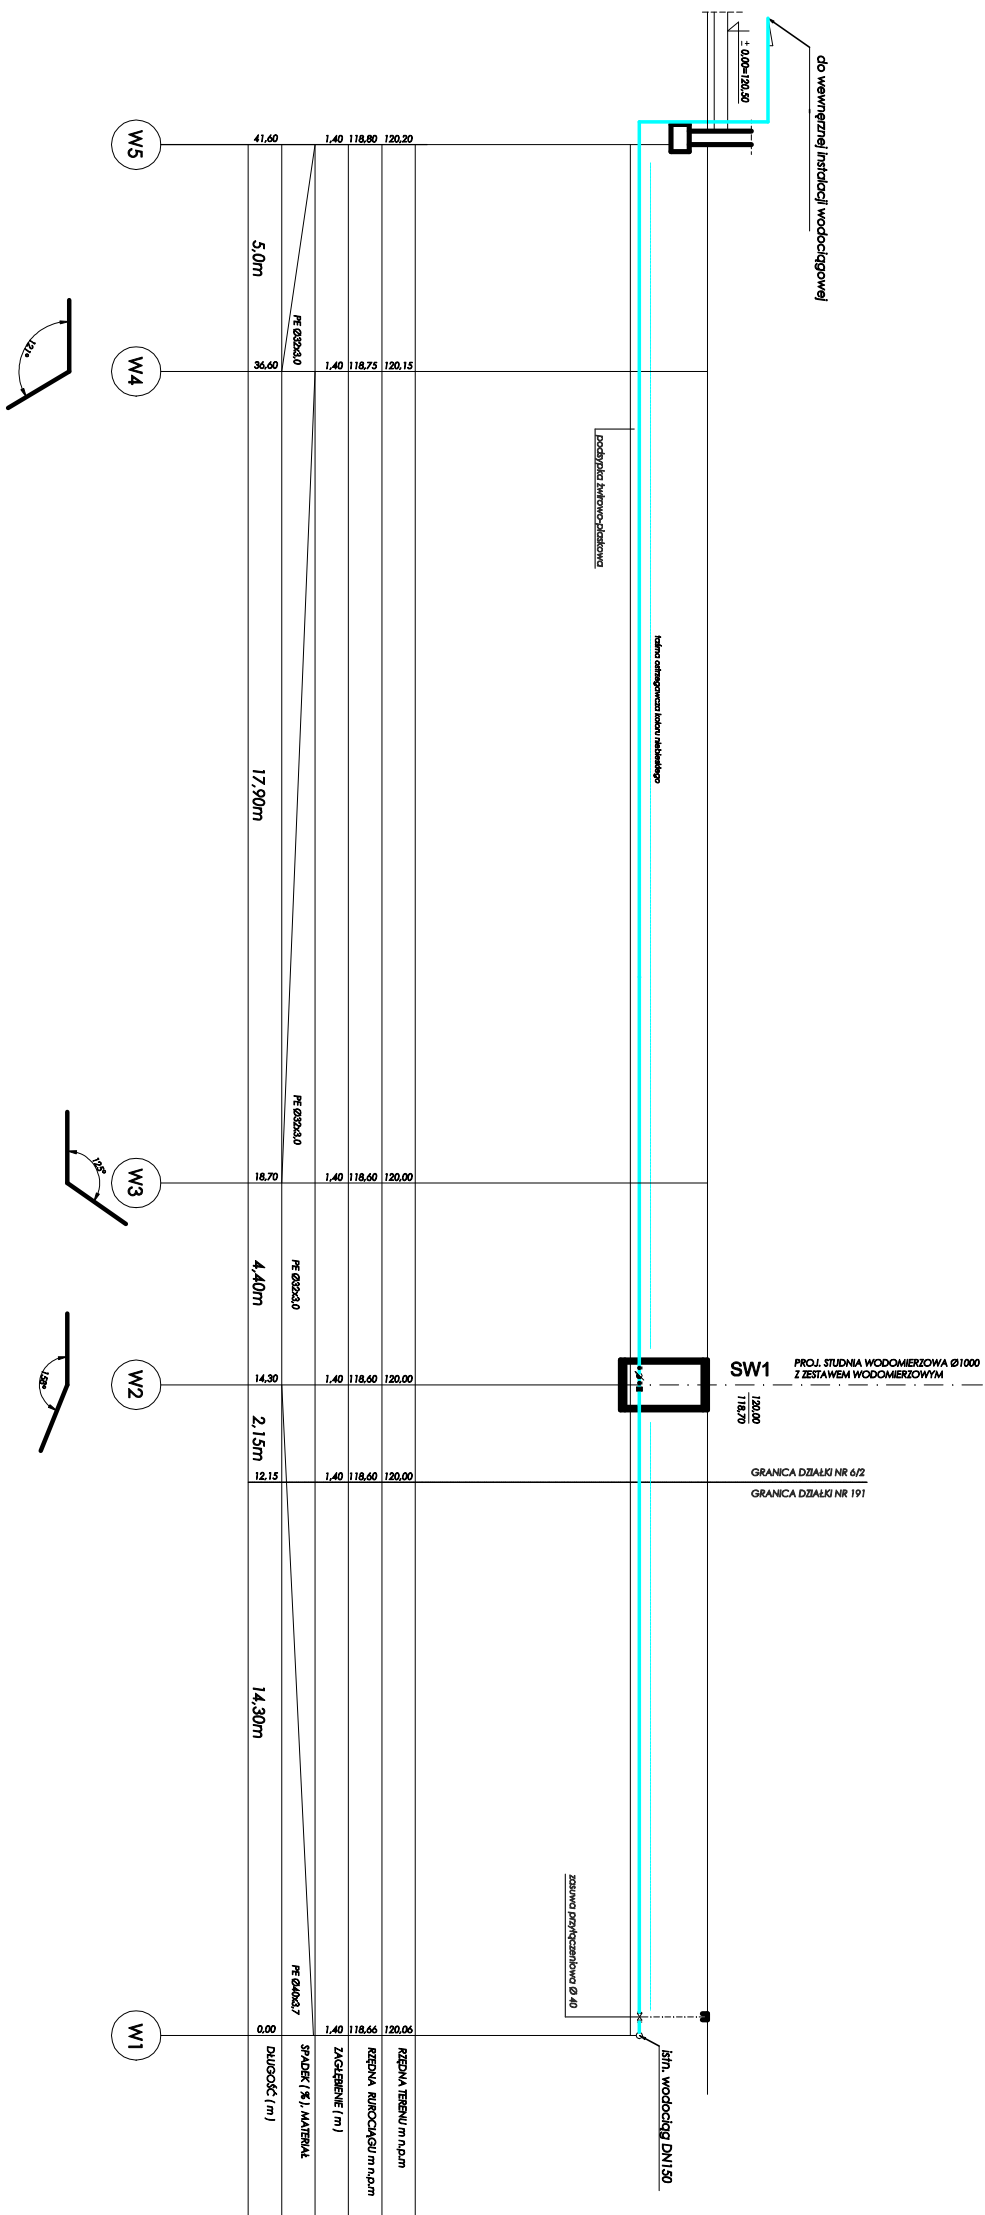 do wewnęrznej instalacji wodociągowej
± 0.00=120.50
W5
41,60
1,40
118,80
120,20
5,0m
PE Ø32x3.0
121°
W4
36,60
1,40
118,75
120,15
podsypka żwirowo-piaskowa
taśma ostrzegawcza koloru niebieskiego
17,90m
PE Ø32x3.0
125°
W3
18,70
1,40
118,60
120,00
4,40m
PE Ø32x3.0
158°
W2
14,30
1,40
118,60
120,00
SW1
PROJ. STUDNIA WODOMIERZOWA Ø1000
Z ZESTAWEM WODOMIERZOWYM
120,00
118,70
2,15m
12,15
1,40
118,60
120,00
GRANICA DZIAŁKI NR 6/2
GRANICA DZIAŁKI NR 191
14,30m
PE Ø40x3,7
zasuwa przyłączeniowa Ø 40
istn. wodociąg DN150
W1
0,00
1,40
118,66
120,06
RZĘDNA TERENU m n.p.m
RZĘDNA RUROCIĄGU m n.p.m
ZAGŁĘBIENIE ( m )
SPADEK ( % ), MATERIAŁ
DŁUGOŚĆ ( m )